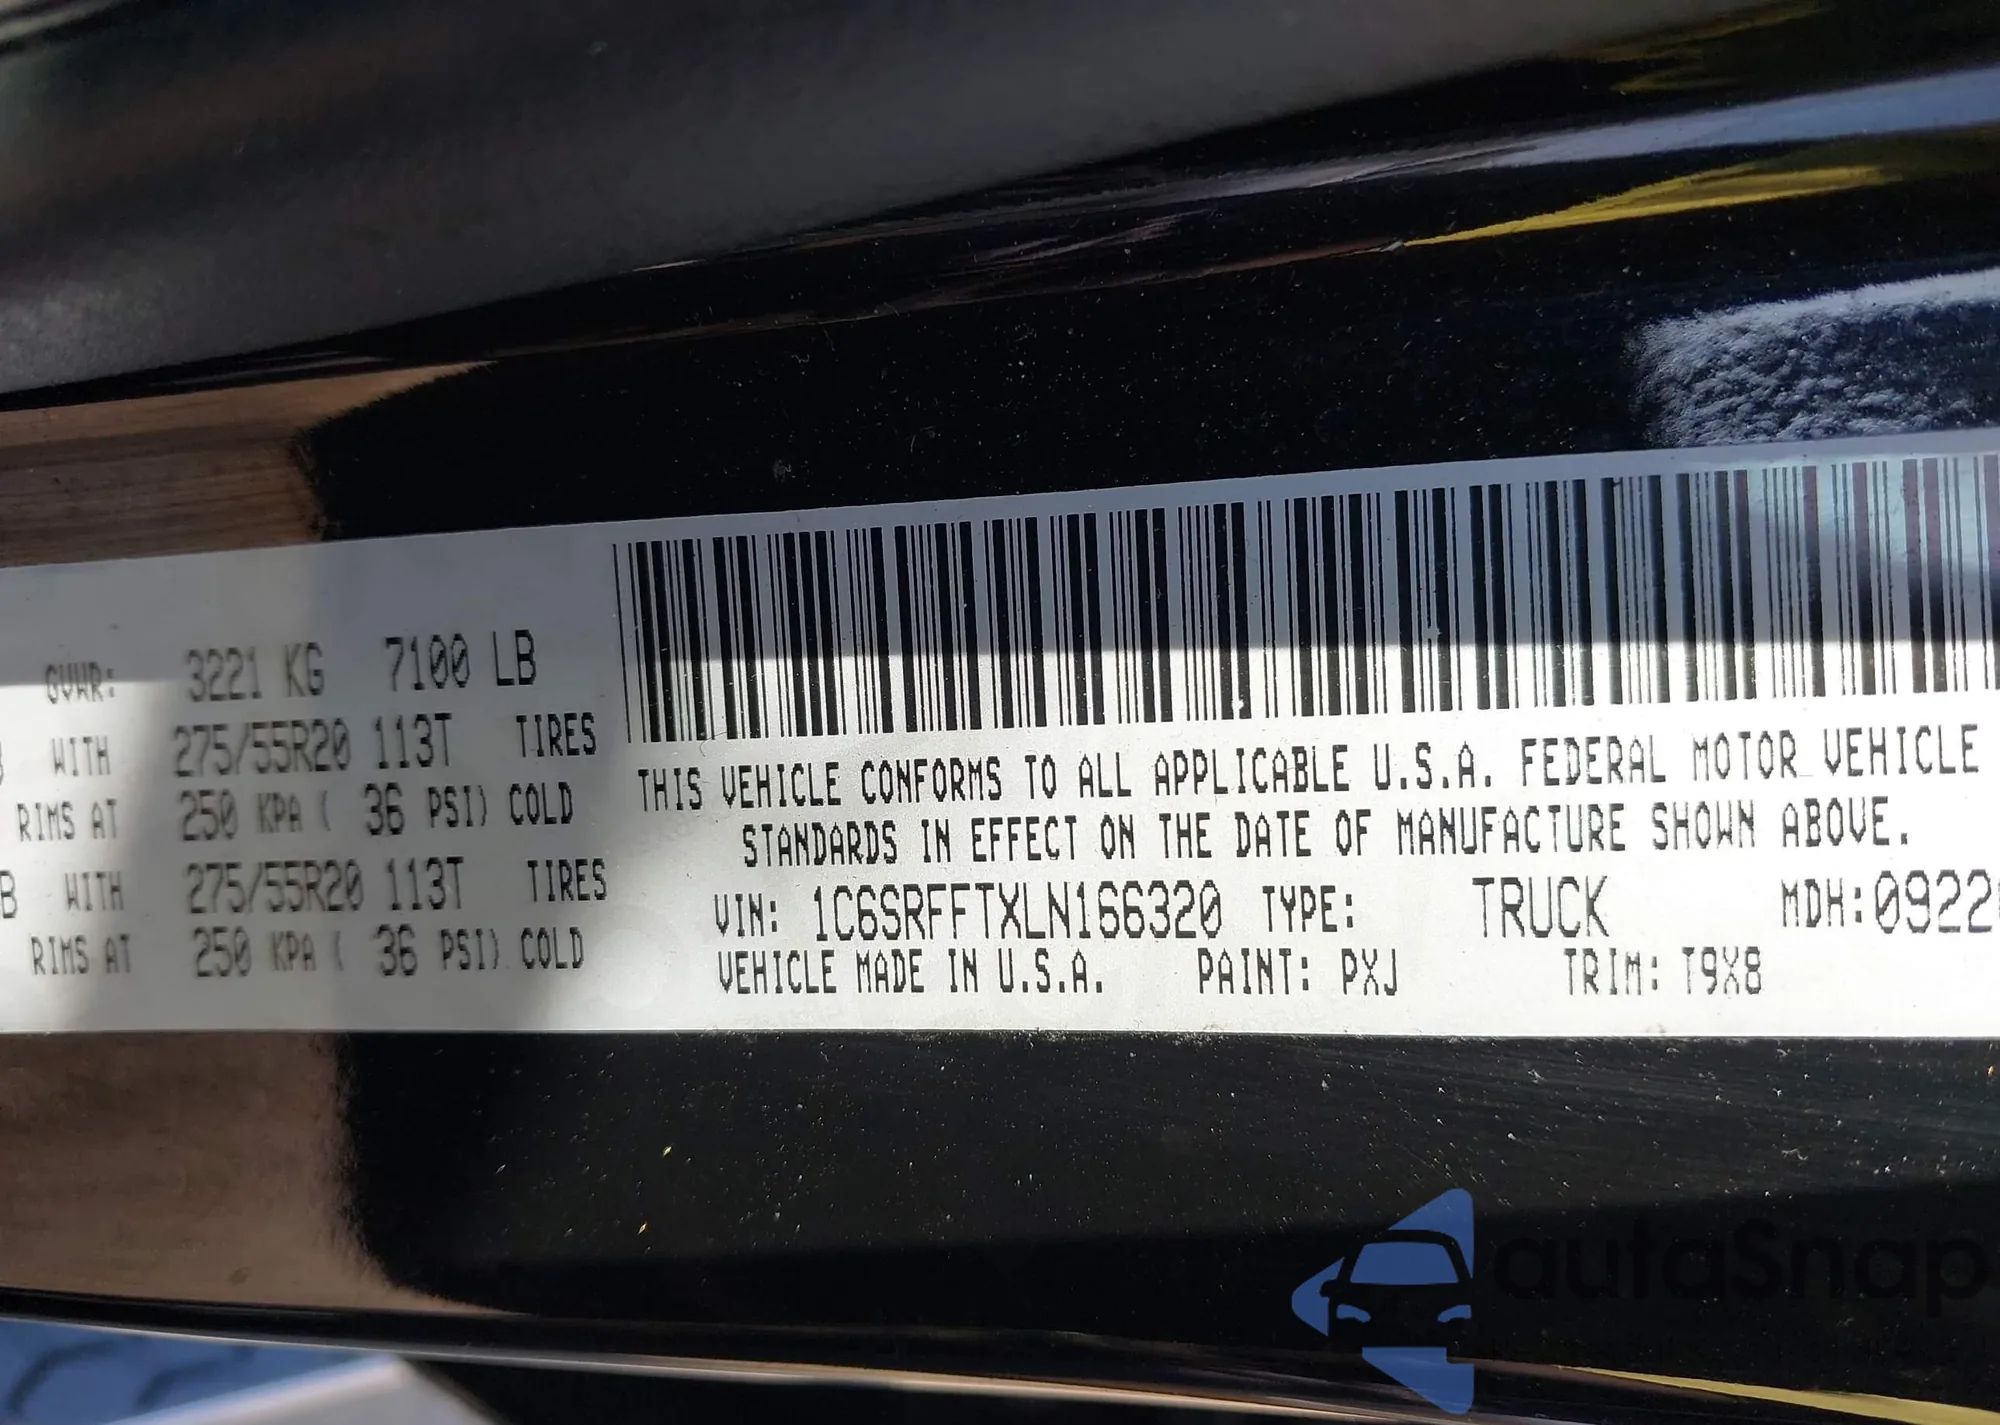 GVWR: 3221 KG 7100 LB
WITH 275/55R20 113T TIRES
RIMS AT 250 KPA ( 36 PSI) COLD
B WITH 275/55R20 113T TIRES
RIMS AT 250 KPA ( 36 PSI) COLD
THIS VEHICLE CONFORMS TO ALL APPLICABLE U.S.A. FEDERAL MOTOR VEHICLE
STANDARDS IN EFFECT ON THE DATE OF MANUFACTURE SHOWN ABOVE.
VIN: 1C6SRFFTXLN166320 TYPE: TRUCK MDH:0922
VEHICLE MADE IN U.S.A. PAINT: PXJ TRIM: T9X8
autoSnap